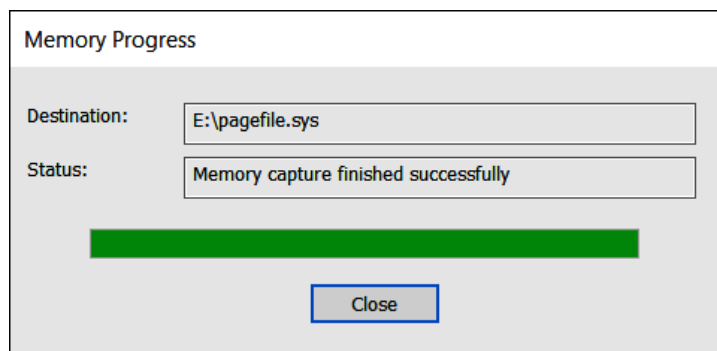 Memory Progress
Destination: E:\pagefile.sys
Status: Memory capture finished successfully
Close